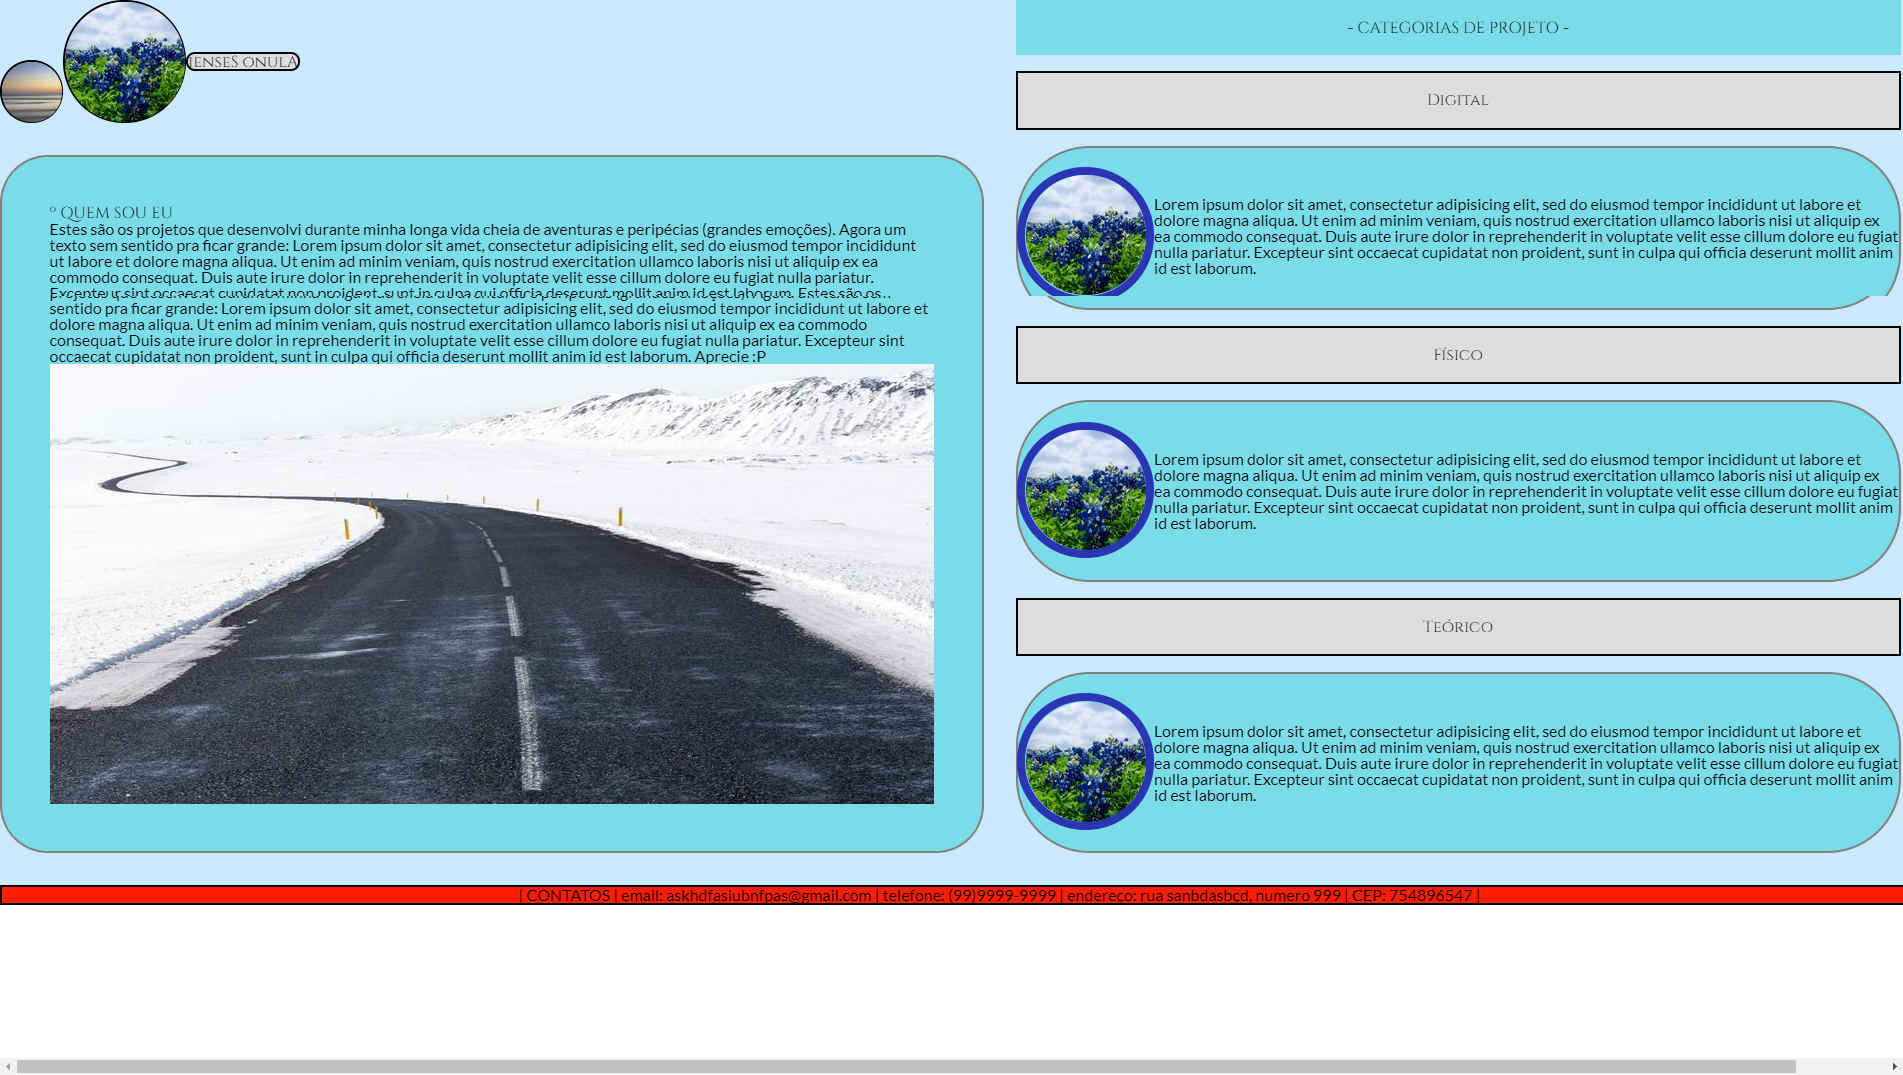 IENSES ONULA
º QUEM SOU EU
Estes são os projetos que desenvolvi durante minha longa vida cheia de aventuras e peripécias (grandes emoções). Agora um
texto sem sentido pra ficar grande: Lorem ipsum dolor sit amet, consectetur adipisicing elit, sed do eiusmod tempor incididunt
ut labore et dolore magna aliqua. Ut enim ad minim veniam, quis nostrud exercitation ullamco laboris nisi ut aliquip ex ea
commodo consequat. Duis aute irure dolor in reprehenderit in voluptate velit esse cillum dolore eu fugiat nulla pariatur.
Excepteur sint occaecat cupidatat non proident, sunt in culpa qui officia deserunt mollit anim id est laborum. Estes são os
sentido pra ficar grande: Lorem ipsum dolor sit amet, consectetur adipisicing elit, sed do eiusmod tempor incididunt ut labore et
dolore magna aliqua. Ut enim ad minim veniam, quis nostrud exercitation ullamco laboris nisi ut aliquip ex ea commodo
consequat. Duis aute irure dolor in reprehenderit in voluptate velit esse cillum dolore eu fugiat nulla pariatur. Excepteur sint
occaecat cupidatat non proident, sunt in culpa qui officia deserunt mollit anim id est laborum. Aprecie :P
- CATEGORIAS DE PROJETO -
Digital
Lorem ipsum dolor sit amet, consectetur adipisicing elit, sed do eiusmod tempor incididunt ut labore et
dolore magna aliqua. Ut enim ad minim veniam, quis nostrud exercitation ullamco laboris nisi ut aliquip ex
ea commodo consequat. Duis aute irure dolor in reprehenderit in voluptate velit esse cillum dolore eu fugiat
nulla pariatur. Excepteur sint occaecat cupidatat non proident, sunt in culpa qui officia deserunt mollit anim
id est laborum.
Físico
Lorem ipsum dolor sit amet, consectetur adipisicing elit, sed do eiusmod tempor incididunt ut labore et
dolore magna aliqua. Ut enim ad minim veniam, quis nostrud exercitation ullamco laboris nisi ut aliquip ex
ea commodo consequat. Duis aute irure dolor in reprehenderit in voluptate velit esse cillum dolore eu fugiat
nulla pariatur. Excepteur sint occaecat cupidatat non proident, sunt in culpa qui officia deserunt mollit anim
id est laborum.
Teórico
Lorem ipsum dolor sit amet, consectetur adipisicing elit, sed do eiusmod tempor incididunt ut labore et
dolore magna aliqua. Ut enim ad minim veniam, quis nostrud exercitation ullamco laboris nisi ut aliquip ex
ea commodo consequat. Duis aute irure dolor in reprehenderit in voluptate velit esse cillum dolore eu fugiat
nulla pariatur. Excepteur sint occaecat cupidatat non proident, sunt in culpa qui officia deserunt mollit anim
id est laborum.
| CONTATOS | email: askhdfasiubnfpas@gmail.com | telefone: (99)9999-9999 | endereço: rua sanbdasbçd, numero 999 | CEP: 754896547 |